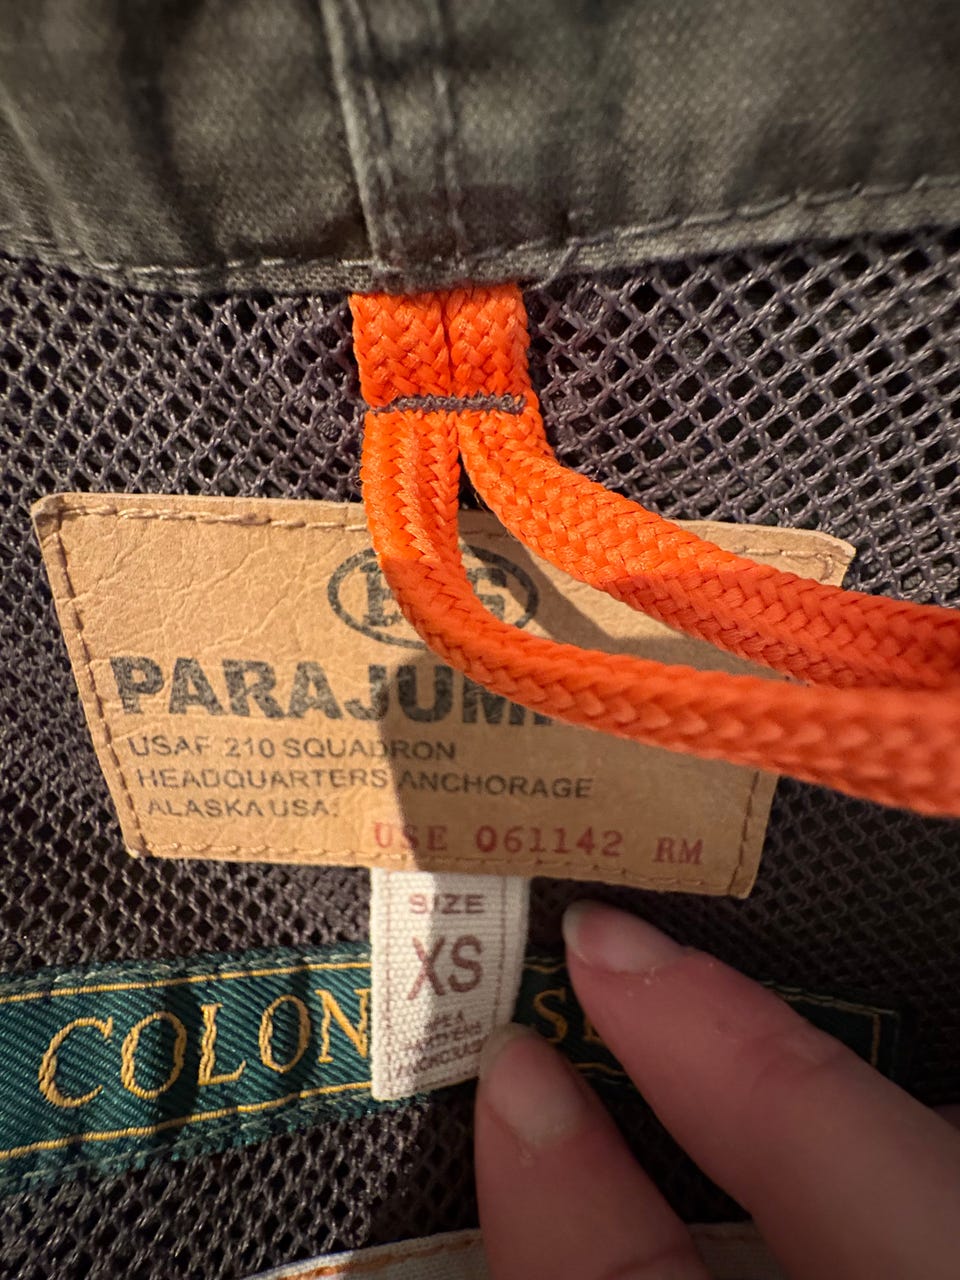 PARAJUM
USAF 210 SQUADRON
HEADQUARTERS ANCHORAGE
ALASKA USA.
USE 061142 RM
SIZE
XS
COLON